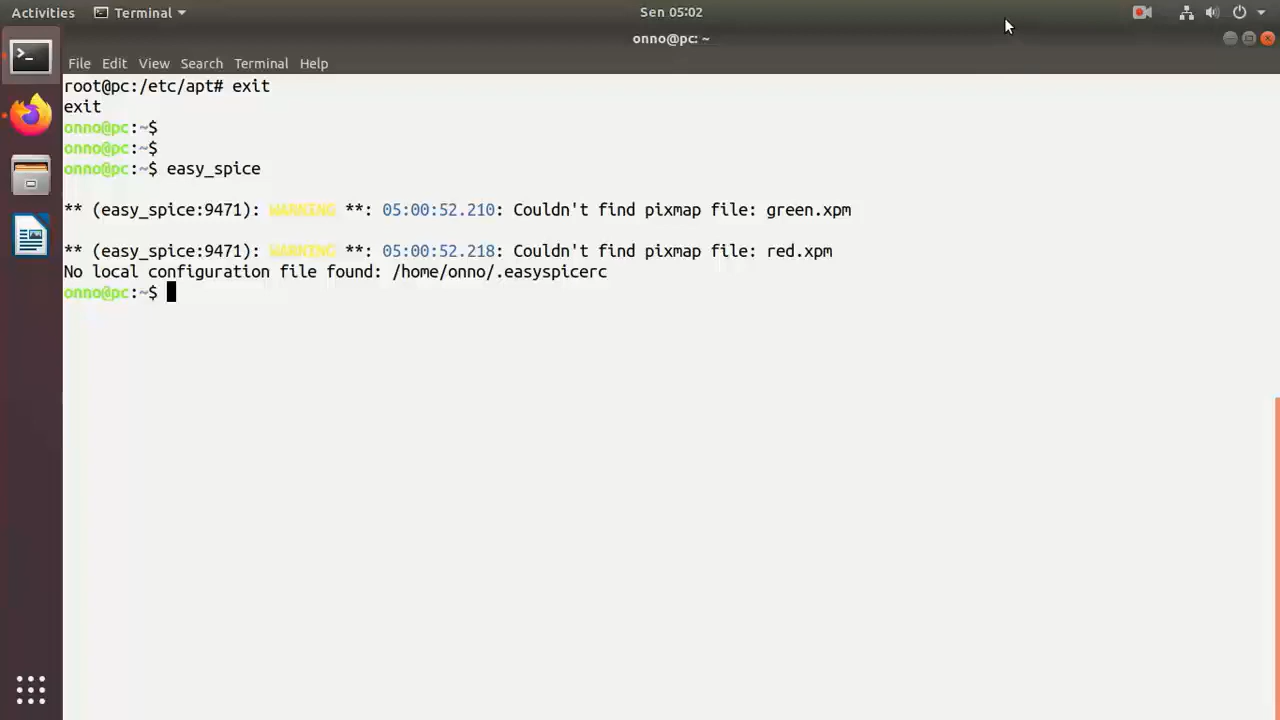 Activities Terminal Sen 05:02
onno@pc: ~
File Edit View Search Terminal Help
root@pc:/etc/apt# exit
exit
onno@pc:~$
onno@pc:~$
onno@pc:~$ easy_spice
** (easy_spice:9471): WARNING **: 05:00:52.210: Couldn't find pixmap file: green.xpm
** (easy_spice:9471): WARNING **: 05:00:52.218: Couldn't find pixmap file: red.xpm
No local configuration file found: /home/onno/.easyspicerc
onno@pc:~$